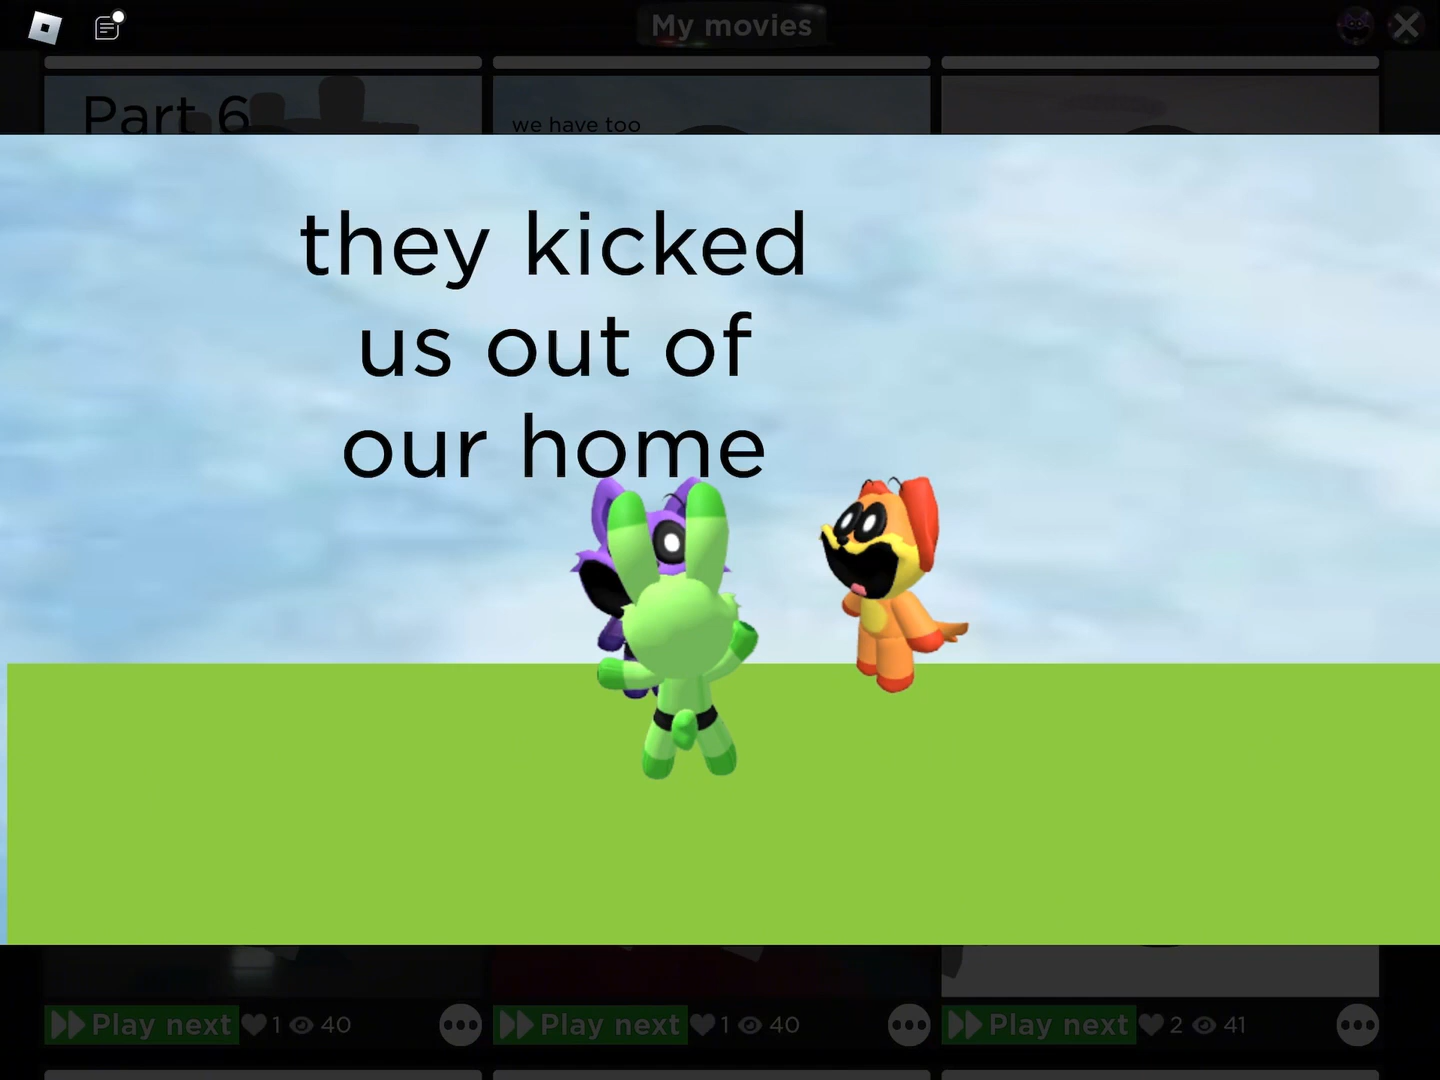 My movies
Part 6
we have too
they kicked
us out of
our home
Play next 1 40
Play next 1 40
Play next 2 41